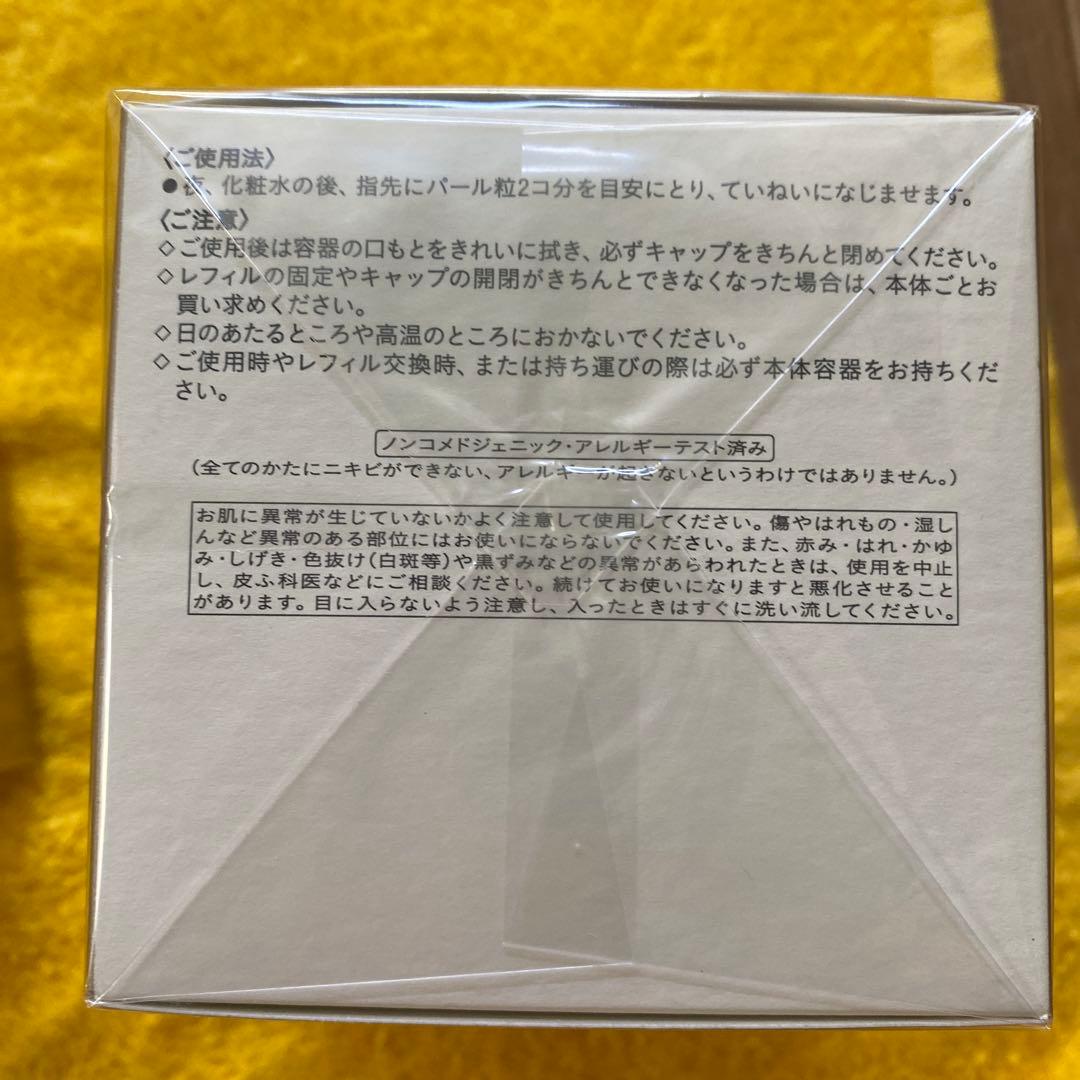 〈ご使用法〉
●夜、化粧水の後、指先にパール粒2コ分を目安にとり、ていねいになじませます。
〈ご注意〉
◇ご使用後は容器の口もとをきれいに拭き、必ずキャップをきちんと閉めてください。
◇レフィルの固定やキャップの開閉がきちんとできなくなった場合は、本体ごとお
買い求めください。
◇日のあたるところや高温のところにおかないでください。
◇ご使用時やレフィル交換時、または持ち運びの際は必ず本体容器をお持ちくだ
さい。
ノンコメドジェニック・アレルギーテスト済み
（全てのかたにニキビができない、アレルギーが起きないというわけではありません。）
お肌に異常が生じていないかよく注意して使用してください。傷やはれもの・湿し
んなど異常のある部位にはお使いにならないでください。また、赤み・はれ・かゆ
み・しげき・色抜け（白斑等）や黒ずみなどの異常があらわれたときは、使用を中止
し、皮ふ科医などにご相談ください。続けてお使いになりますと悪化させること
があります。目に入らないよう注意し、入ったときはすぐに洗い流してください。